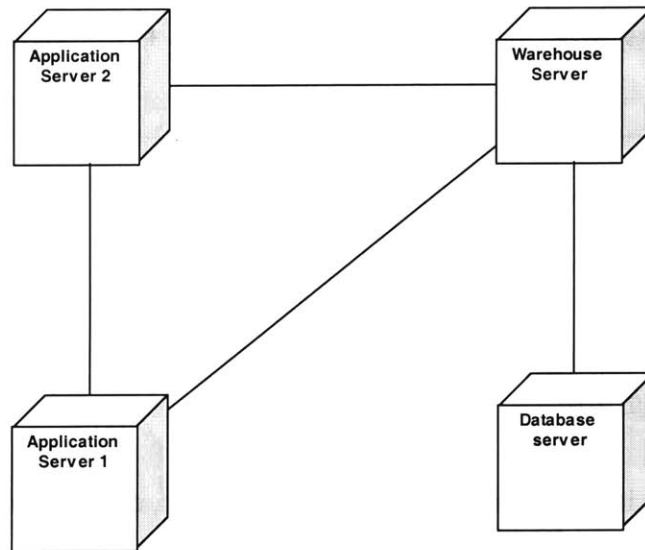 Application
Server 2
Warehouse
Server
Application
Server 1
Database
server